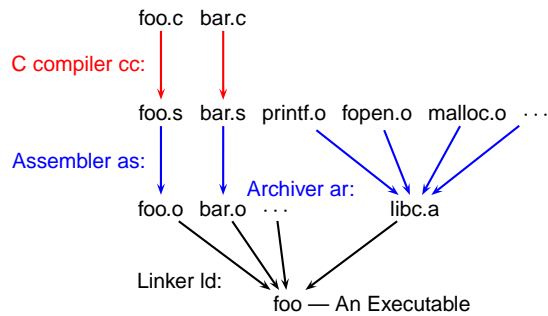 foo.c bar.c
C compiler cc:
foo.s bar.s printf.o fopen.o malloc.o ···
Assembler as:
Archiver ar:
foo.o bar.o ··· libc.a
Linker ld:
foo — An Executable